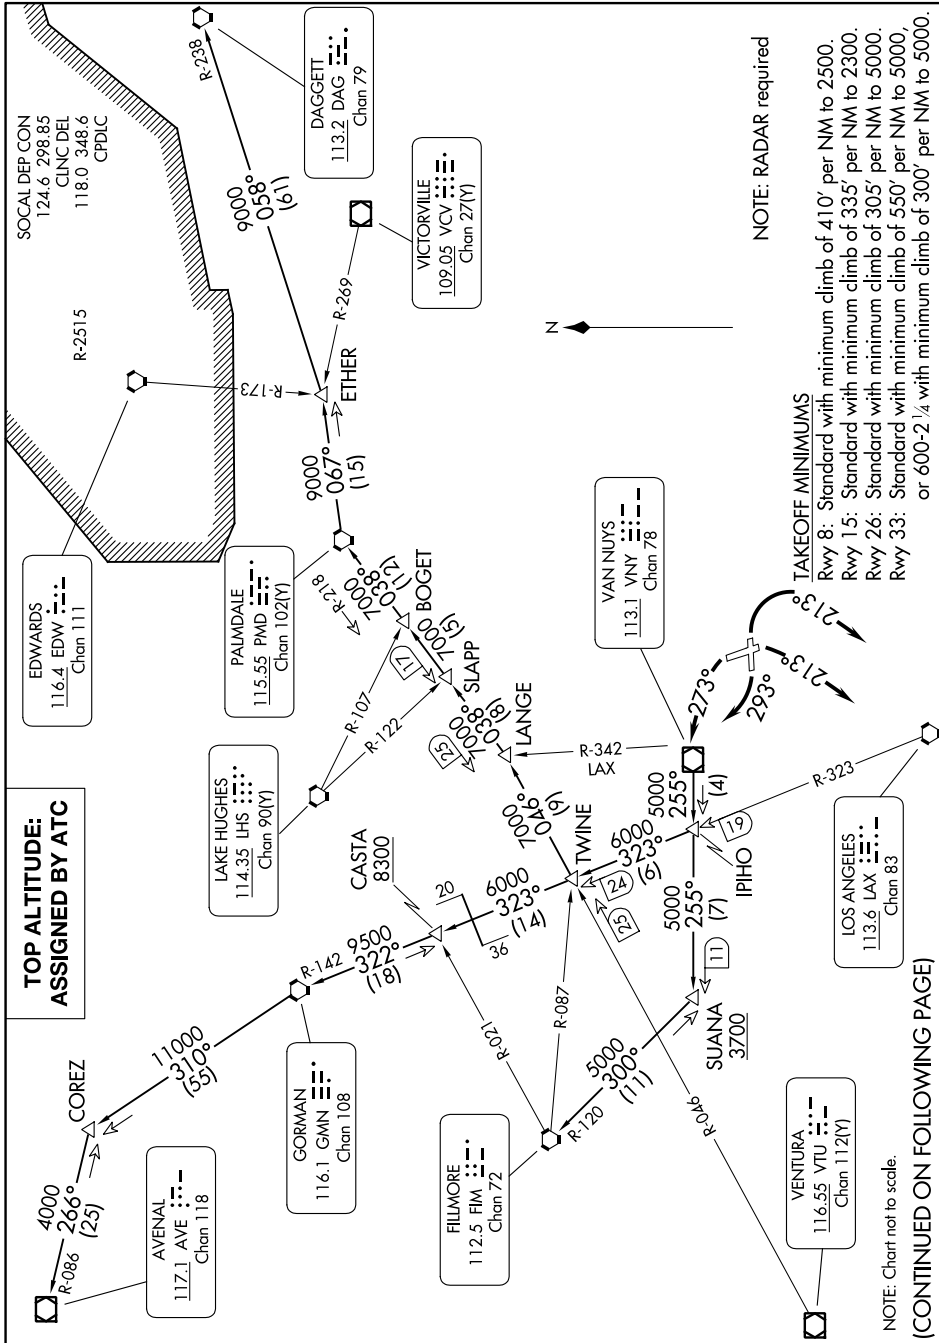 TOP ALTITUDE:
ASSIGNED BY ATC
SOCAL DEP CON
124.6 298.85
CLNC DEL
118.0 348.6
CPDLC
R-2515
EDWARDS
116.4 EDW
Chan 111
DAGGETT
113.2 DAG
Chan 79
R-238
9000
058°
(61)
VICTORVILLE
109.05 VCV
Chan 27(Y)
R-269
R-173
ETHER
9000
067°
(15)
PALMDALE
115.55 PMD
Chan 102(Y)
R-218
7000
038°
(12)
BOGET
7000
(5)
17
SLAPP
LAKE HUGHES
114.35 LHS
Chan 90(Y)
R-107
R-122
7000
038°
(8)
25
LANGE
R-342
LAX
7000
046°
(9)
TWINE
24
25
COREZ
4000
266°
(25)
R-086
AVENAL
117.1 AVE
Chan 118
11000
310°
(55)
GORMAN
116.1 GMN
Chan 108
R-142
9500
322°
(18)
CASTA
8300
20
36
6000
323°
(14)
R-021
R-087
FILLMORE
112.5 FIM
Chan 72
R-120
5000
300°
(11)
SUANA
3700
11
5000
255°
(7)
IPIHO
19
6000
323°
(6)
5000
255°
(4)
VAN NUYS
113.1 VNY
Chan 78
273°
293°
213°
213°
R-323
LOS ANGELES
113.6 LAX
Chan 83
R-046
VENTURA
116.55 VTU
Chan 112(Y)
N
NOTE: RADAR required
TAKEOFF MINIMUMS
Rwy 8: Standard with minimum climb of 410' per NM to 2500.
Rwy 15: Standard with minimum climb of 335' per NM to 2300.
Rwy 26: Standard with minimum climb of 305' per NM to 5000.
Rwy 33: Standard with minimum climb of 550' per NM to 5000,
or 600-2 1/4 with minimum climb of 300' per NM to 5000.
NOTE: Chart not to scale.
(CONTINUED ON FOLLOWING PAGE)